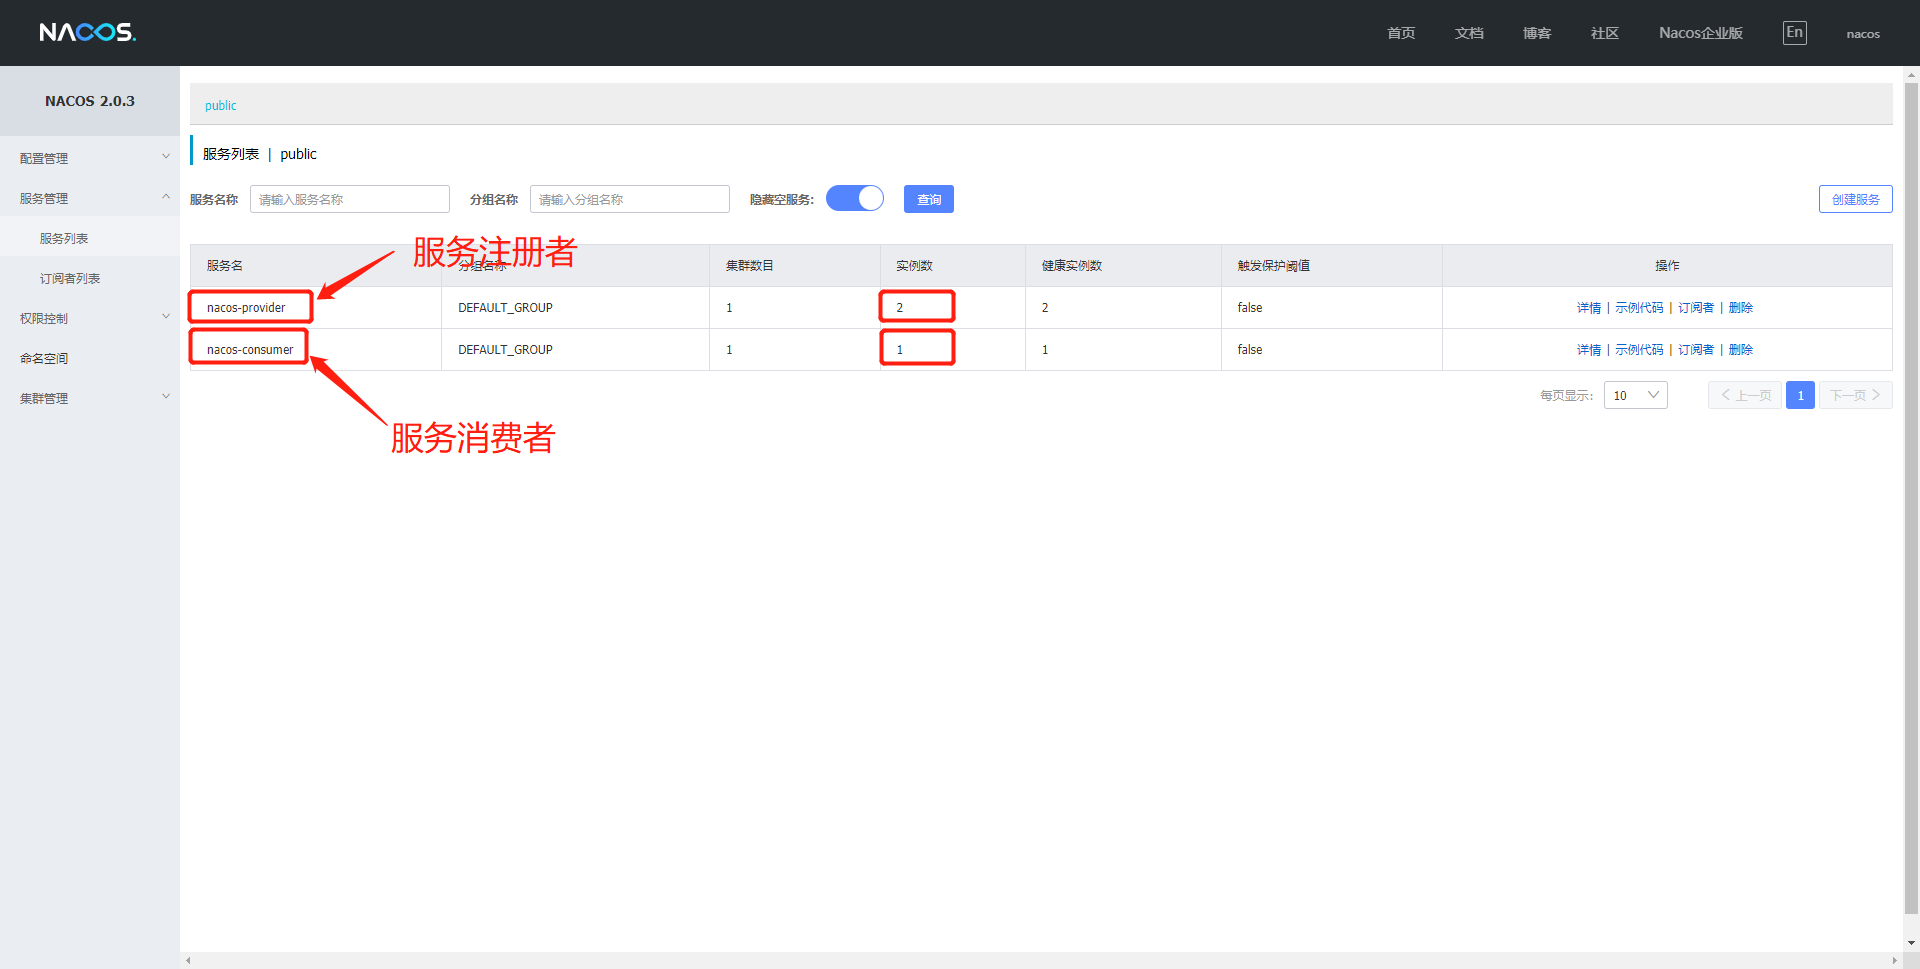 NACOS.
首页 文档 博客 社区 Nacos企业版 En nacos
NACOS 2.0.3
配置管理
服务管理
服务列表
订阅者列表
权限控制
命名空间
集群管理
public
服务列表 | public
服务名称 请输入服务名称 分组名称 请输入分组名称 隐藏空服务: 查询 创建服务
服务注册者
服务名 分组名称 集群数目 实例数 健康实例数 触发保护阈值 操作
nacos-provider DEFAULT_GROUP 1 2 2 false 详情 | 示例代码 | 订阅者 | 删除
nacos-consumer DEFAULT_GROUP 1 1 1 false 详情 | 示例代码 | 订阅者 | 删除
每页显示: 10 上一页 1 下一页
服务消费者